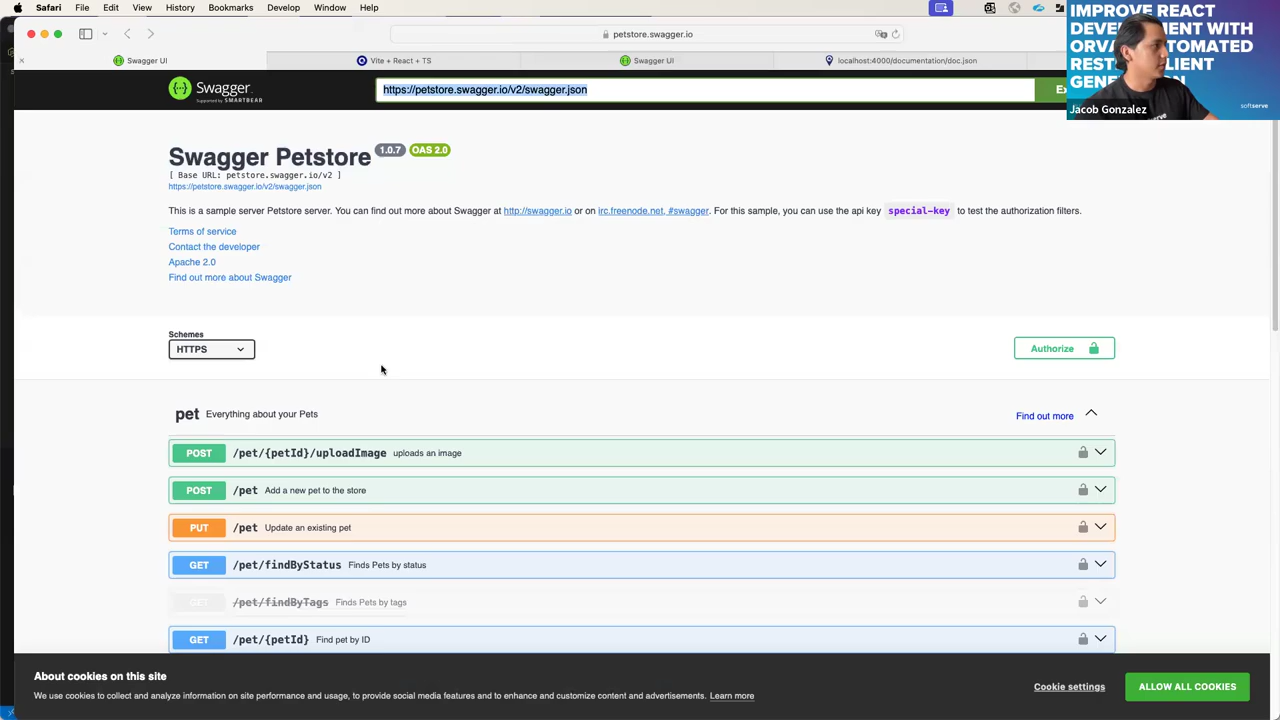 Safari File Edit View History Bookmarks Develop Window Help
petstore.swagger.io
Swagger UI
Vite + React + TS
Swagger UI
localhost:4000/documentation/doc.json
IMPROVE REACT
DEVELOPMENT WITH
ORVAL AUTOMATED
CLIENT
Jacob Gonzalez
softserve
Swagger
Supported by SMARTBEAR
https://petstore.swagger.io/v2/swagger.json
Swagger Petstore 1.0.7 OAS 2.0
[ Base URL: petstore.swagger.io/v2 ]
https://petstore.swagger.io/v2/swagger.json
This is a sample server Petstore server. You can find out more about Swagger at http://swagger.io or on irc.freenode.net, #swagger. For this sample, you can use the api key special-key to test the authorization filters.
Terms of service
Contact the developer
Apache 2.0
Find out more about Swagger
Schemes
HTTPS
Authorize
pet Everything about your Pets
Find out more
POST /pet/{petId}/uploadImage uploads an image
POST /pet Add a new pet to the store
PUT /pet Update an existing pet
GET /pet/findByStatus Finds Pets by status
GET /pet/findByTags Finds Pets by tags
GET /pet/{petId} Find pet by ID
About cookies on this site
We use cookies to collect and analyze information on site performance and usage, to provide social media features and to enhance and customize content and advertisements. Learn more
Cookie settings
ALLOW ALL COOKIES